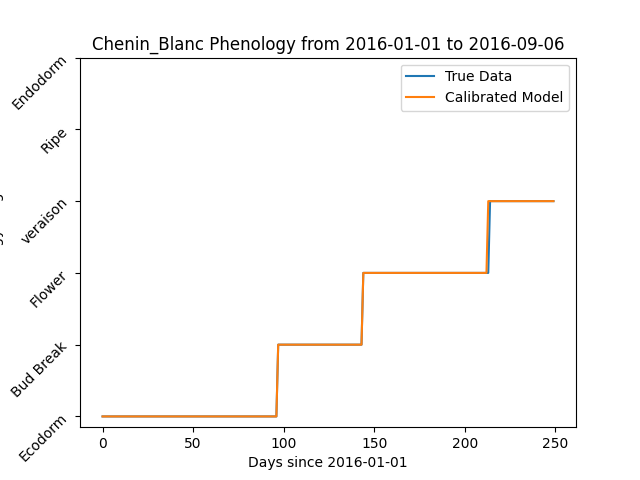 Chenin_Blanc Phenology from 2016-01-01 to 2016-09-06
True Data
Calibrated Model
Endodorm
Ripe
veraison
Flower
Bud Break
Ecodorm
0 50 100 150 200 250
Days since 2016-01-01